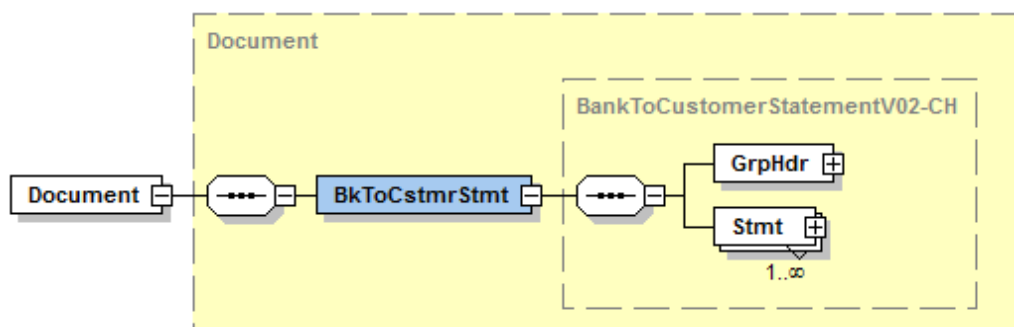 Document
BankToCustomerStatementV02-CH
GrpHdr
Document
BkToCstmrStmt
Stmt
1..∞